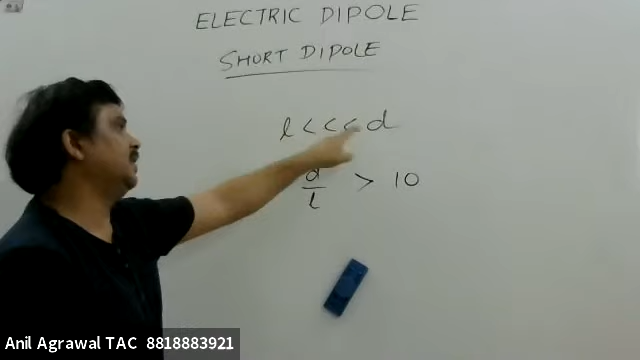 ELECTRIC DIPOLE
SHORT DIPOLE
l <<< d
d/l > 10
Anil Agrawal TAC 8818883921